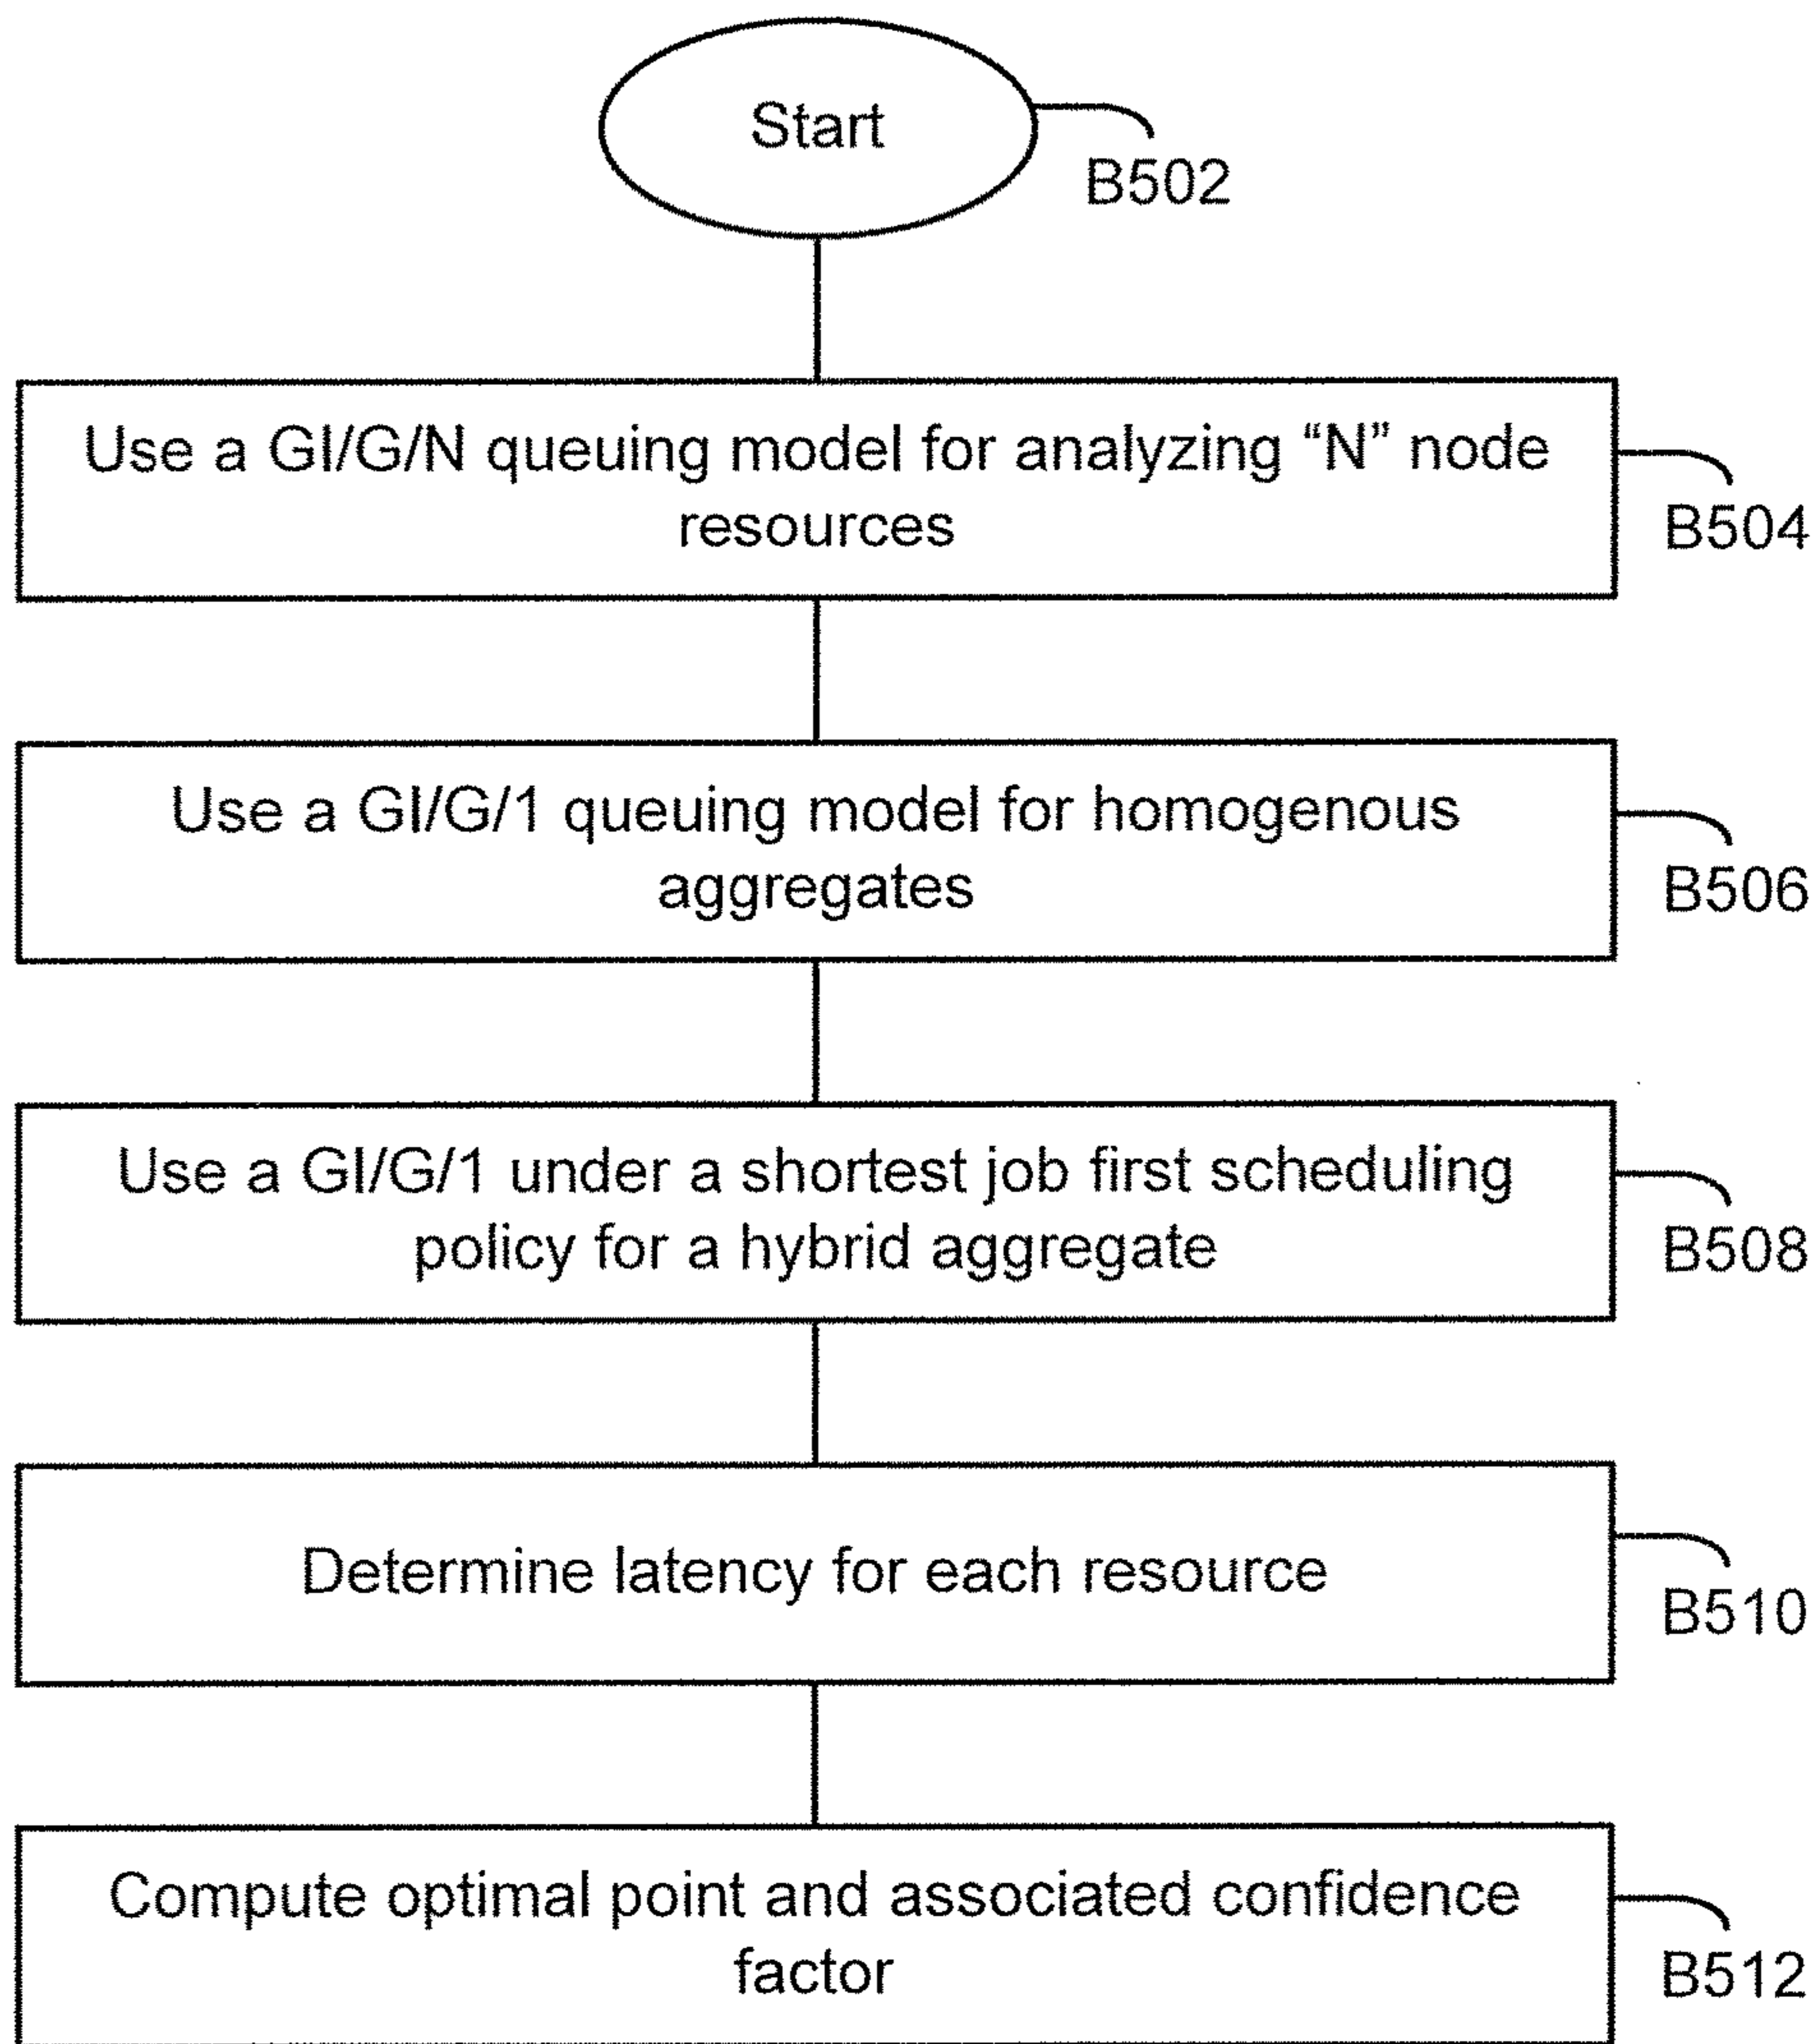 Start
B502
Use a GI/G/N queuing model for analyzing “N” node
resources
B504
Use a GI/G/1 queuing model for homogenous
aggregates
B506
Use a GI/G/1 under a shortest job first scheduling
policy for a hybrid aggregate
B508
Determine latency for each resource
B510
Compute optimal point and associated confidence
factor
B512